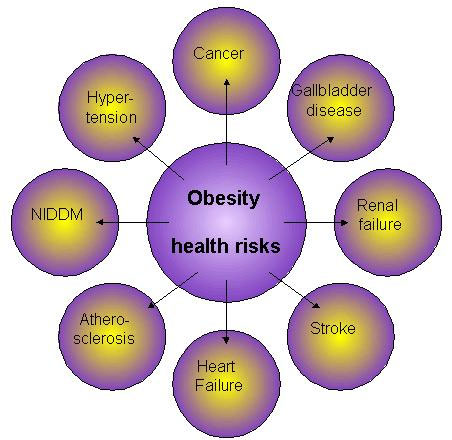 Cancer
Gallbladder
disease
Renal
failure
Stroke
Heart
Failure
Athero-
sclerosis
NIDDM
Hyper-
tension
Obesity
health risks